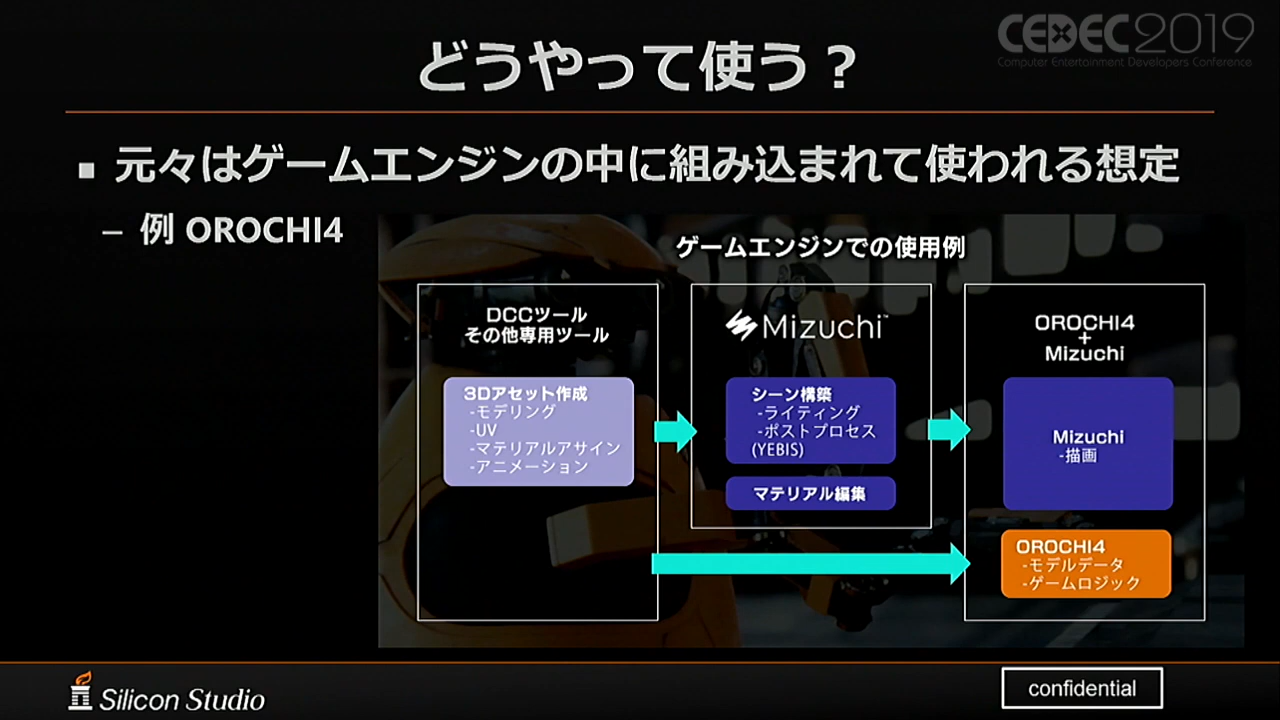 CEDEC2019
Computer Entertainment Developers Conference
どうやって使う？
■ 元々はゲームエンジンの中に組み込まれて使われる想定
– 例 OROCHI4
ゲームエンジンでの使用例
DCCツール
その他専用ツール
3Dアセット作成
-モデリング
-UV
-マテリアルアサイン
-アニメーション
Mizuchi™
シーン構築
-ライティング
-ポストプロセス
(YEBIS)
マテリアル編集
OROCHI4
+
Mizuchi
Mizuchi
-描画
OROCHI4
-モデルデータ
-ゲームロジック
Silicon Studio
confidential